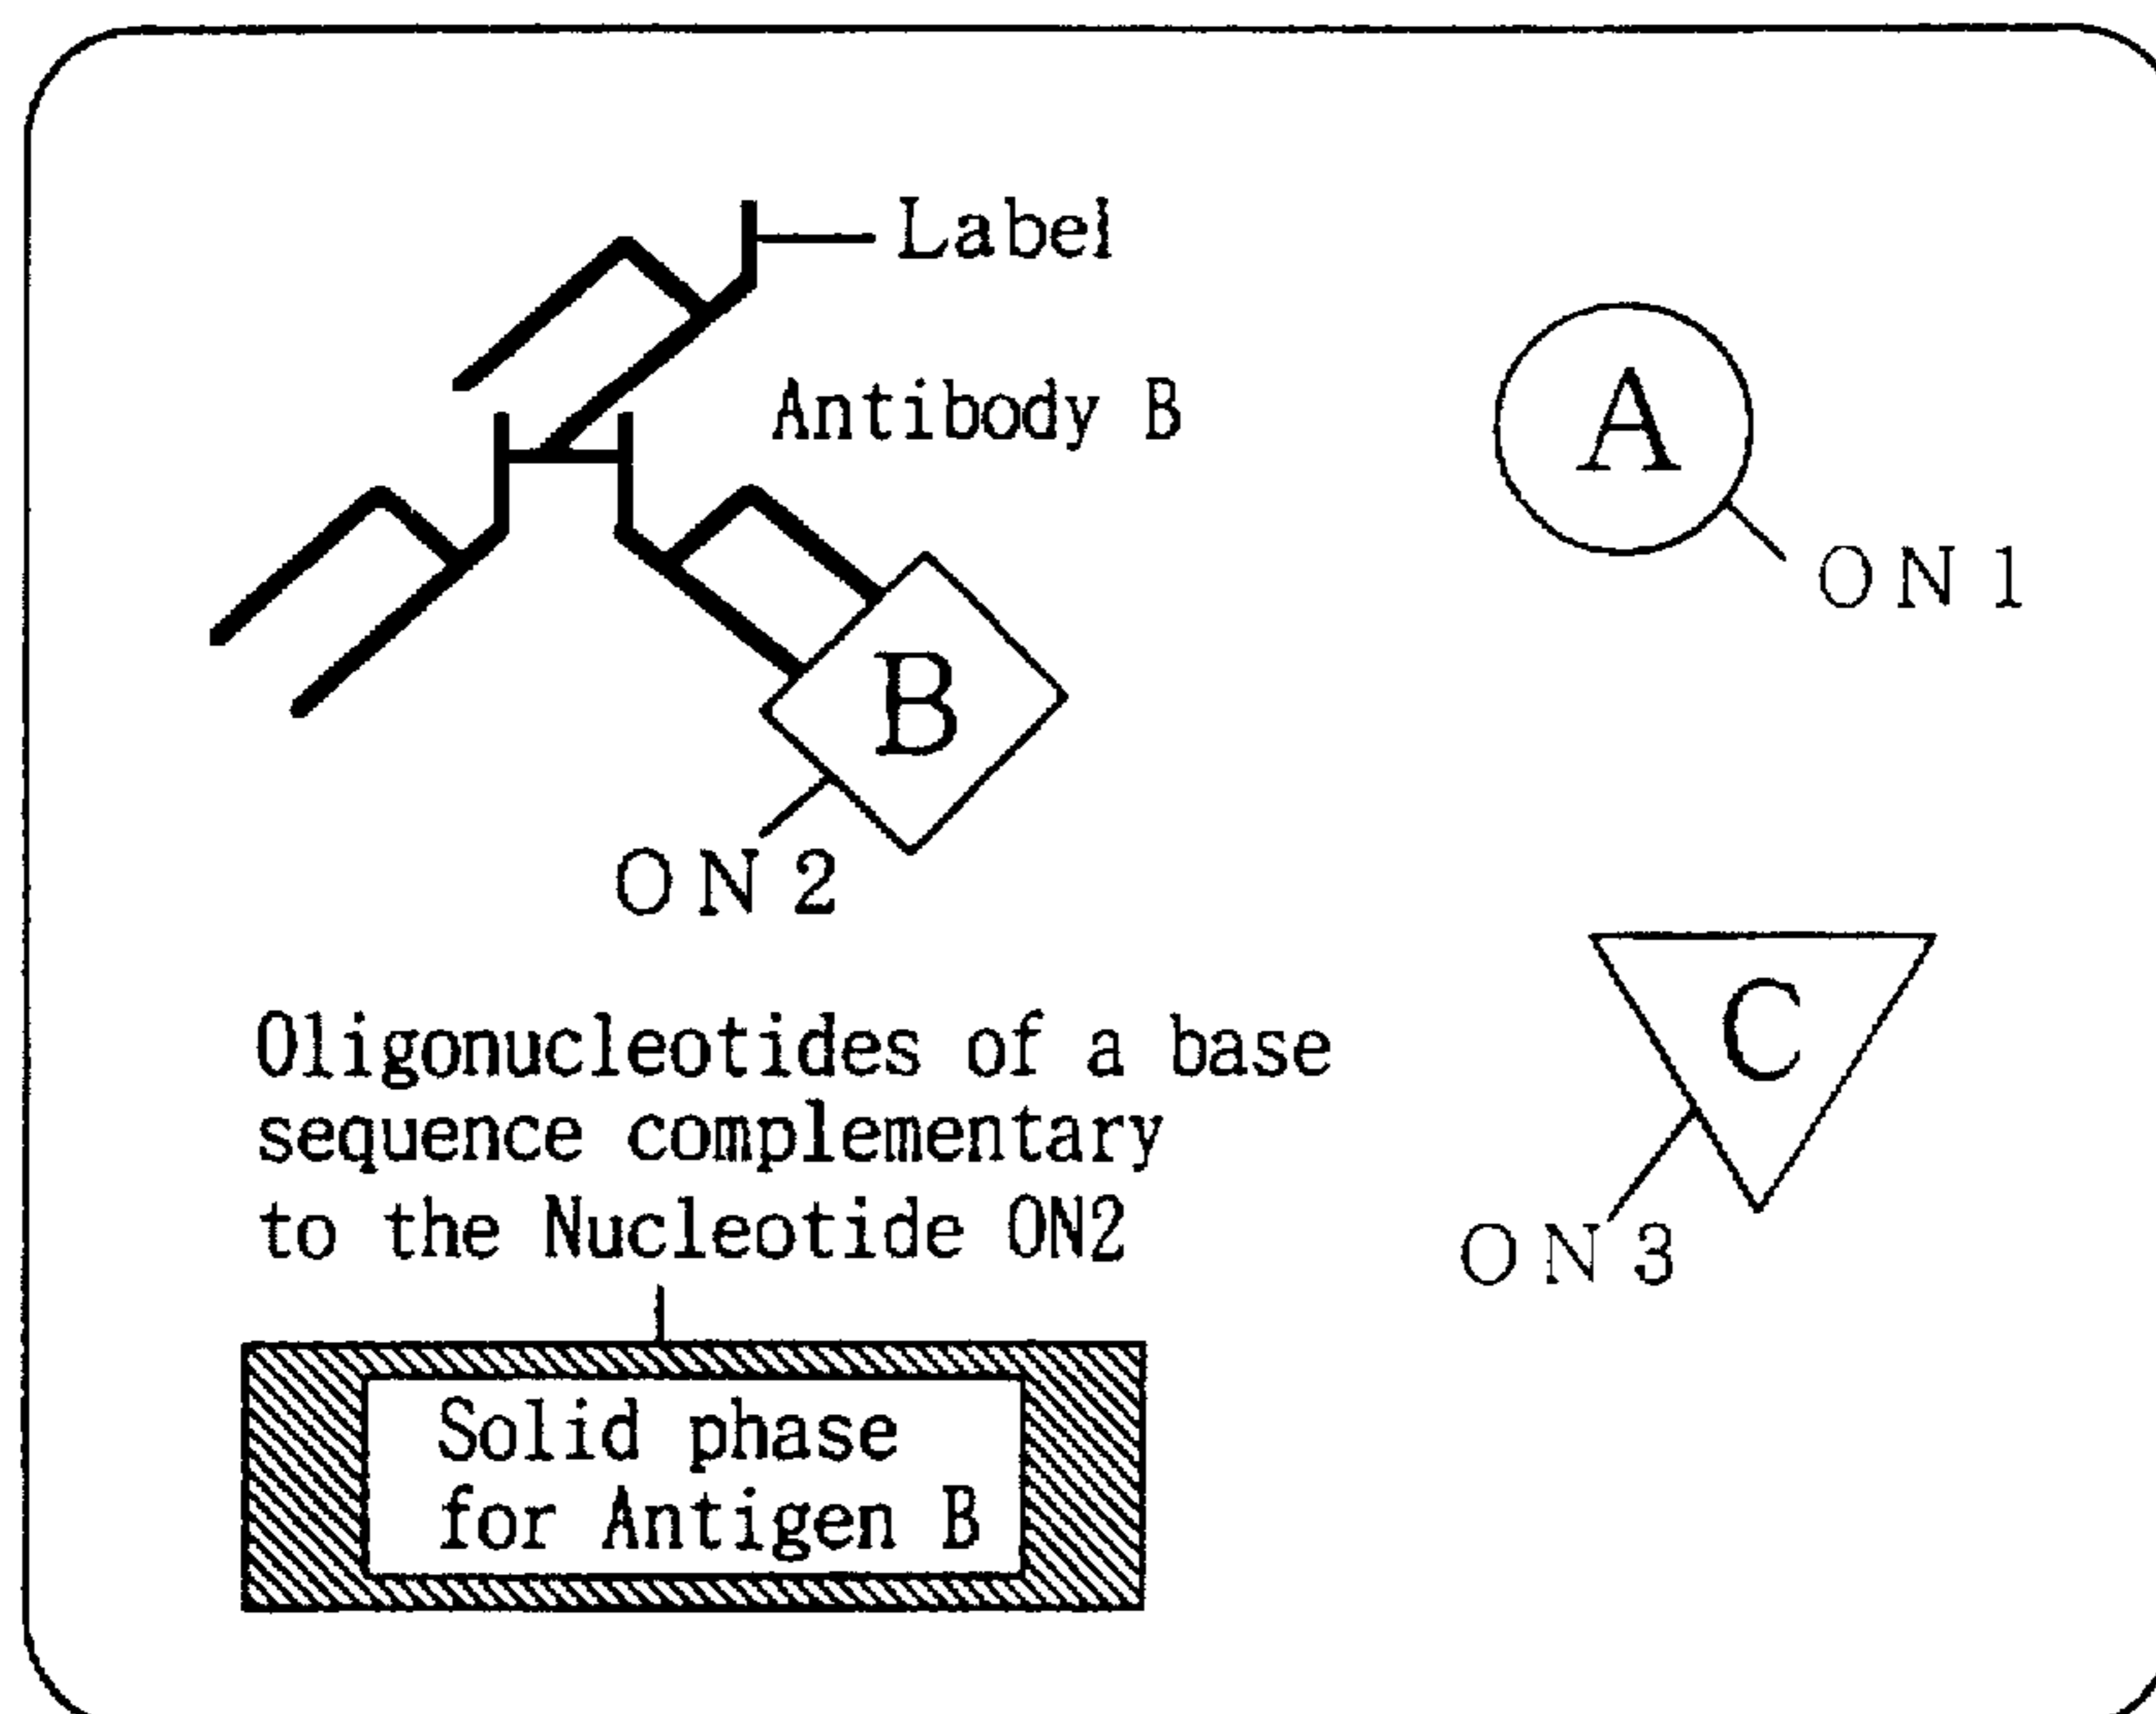 Label
Antibody B
A
ON1
B
ON2
Oligonucleotides of a base
sequence complementary
to the Nucleotide ON2
C
ON3
Solid phase
for Antigen B